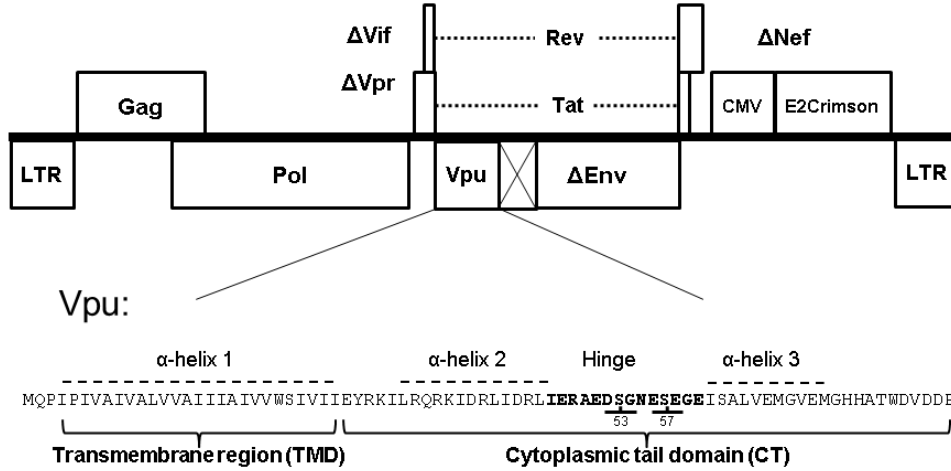 ΔVif Rev ΔNef
ΔVpr
Gag Tat CMV E2Crimson
LTR Pol Vpu ΔEnv LTR
Vpu:
α-helix 1 α-helix 2 Hinge α-helix 3
MQPIPIVAIVALVVAIIIAIVVWSIVIIEYRKILRQRKIDRLIDRLIERAEDSGNESEGEISALVEMGVEMGHHATWDVDD
53 57
Transmembrane region (TMD) Cytoplasmic tail domain (CT)